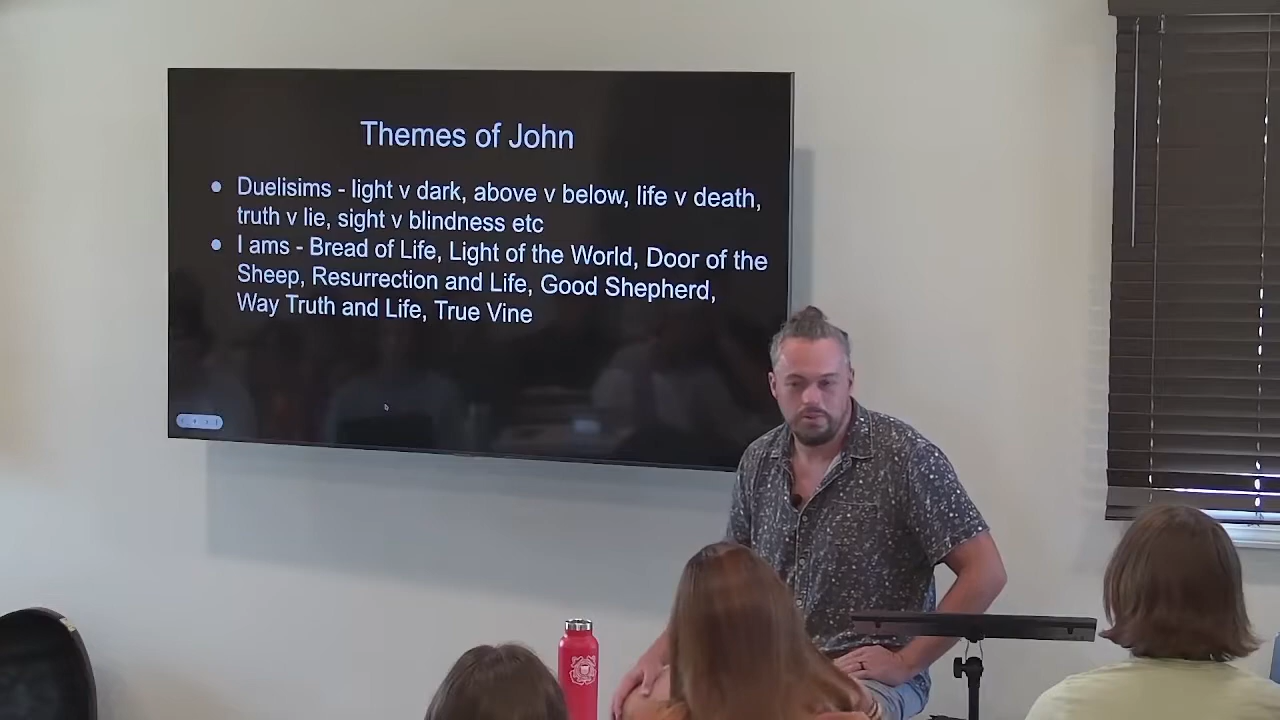 Themes of John
● Duelisims - light v dark, above v below, life v death,
truth v lie, sight v blindness etc
● I ams - Bread of Life, Light of the World, Door of the
Sheep, Resurrection and Life, Good Shepherd,
Way Truth and Life, True Vine